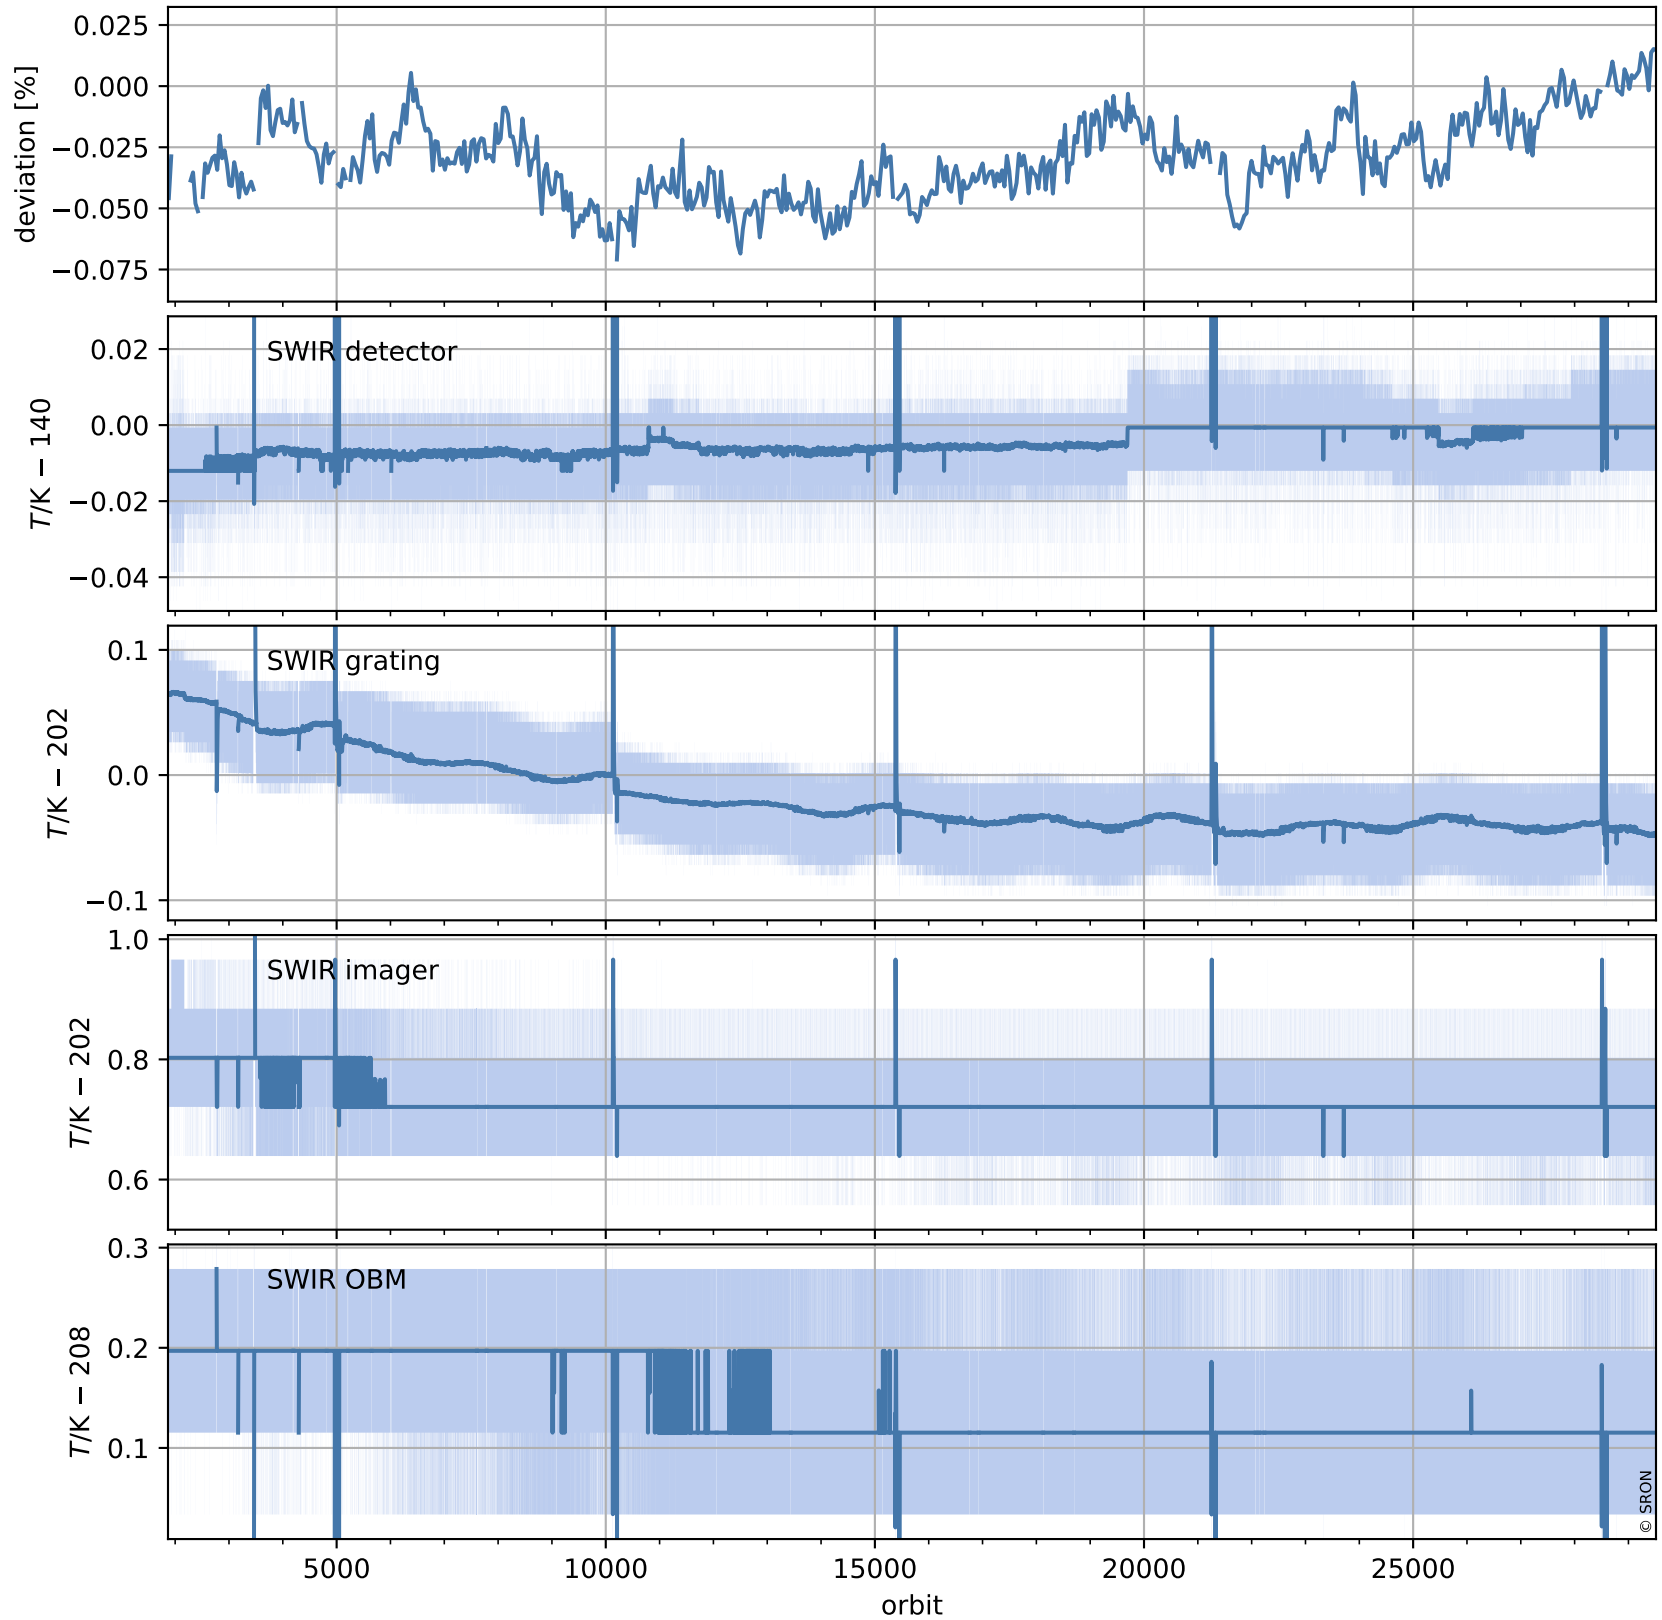 0.025
0.000
−0.025
−0.050
−0.075
deviation [%]
SWIR detector
0.02
0.00
−0.02
−0.04
T/K − 140
SWIR grating
0.1
0.0
−0.1
T/K − 202
SWIR imager
1.0
0.8
0.6
T/K − 202
SWIR OBM
0.3
0.2
0.1
T/K − 208
© SRON
5000 10000 15000 20000 25000
orbit